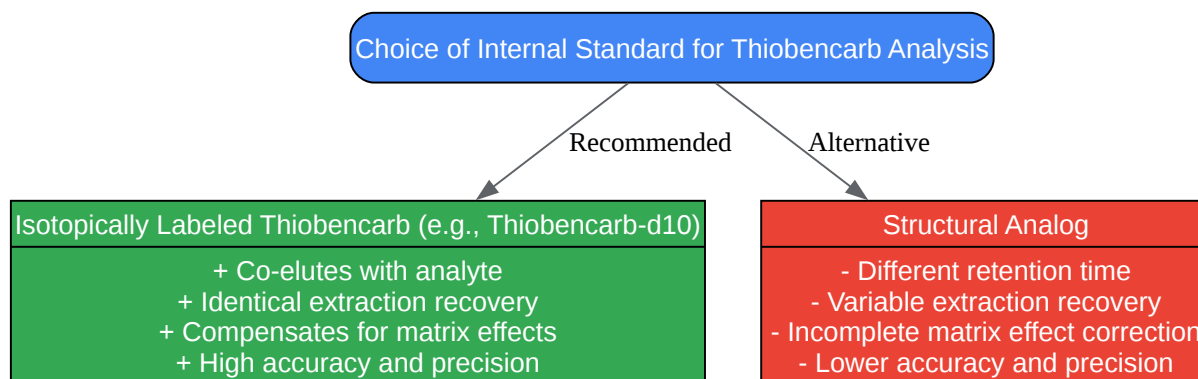 Choice of Internal Standard for Thiobencarb Analysis
Recommended
Alternative
Isotopically Labeled Thiobencarb (e.g., Thiobencarb-d10)
+ Co-elutes with analyte
+ Identical extraction recovery
+ Compensates for matrix effects
+ High accuracy and precision
Structural Analog
- Different retention time
- Variable extraction recovery
- Incomplete matrix effect correction
- Lower accuracy and precision